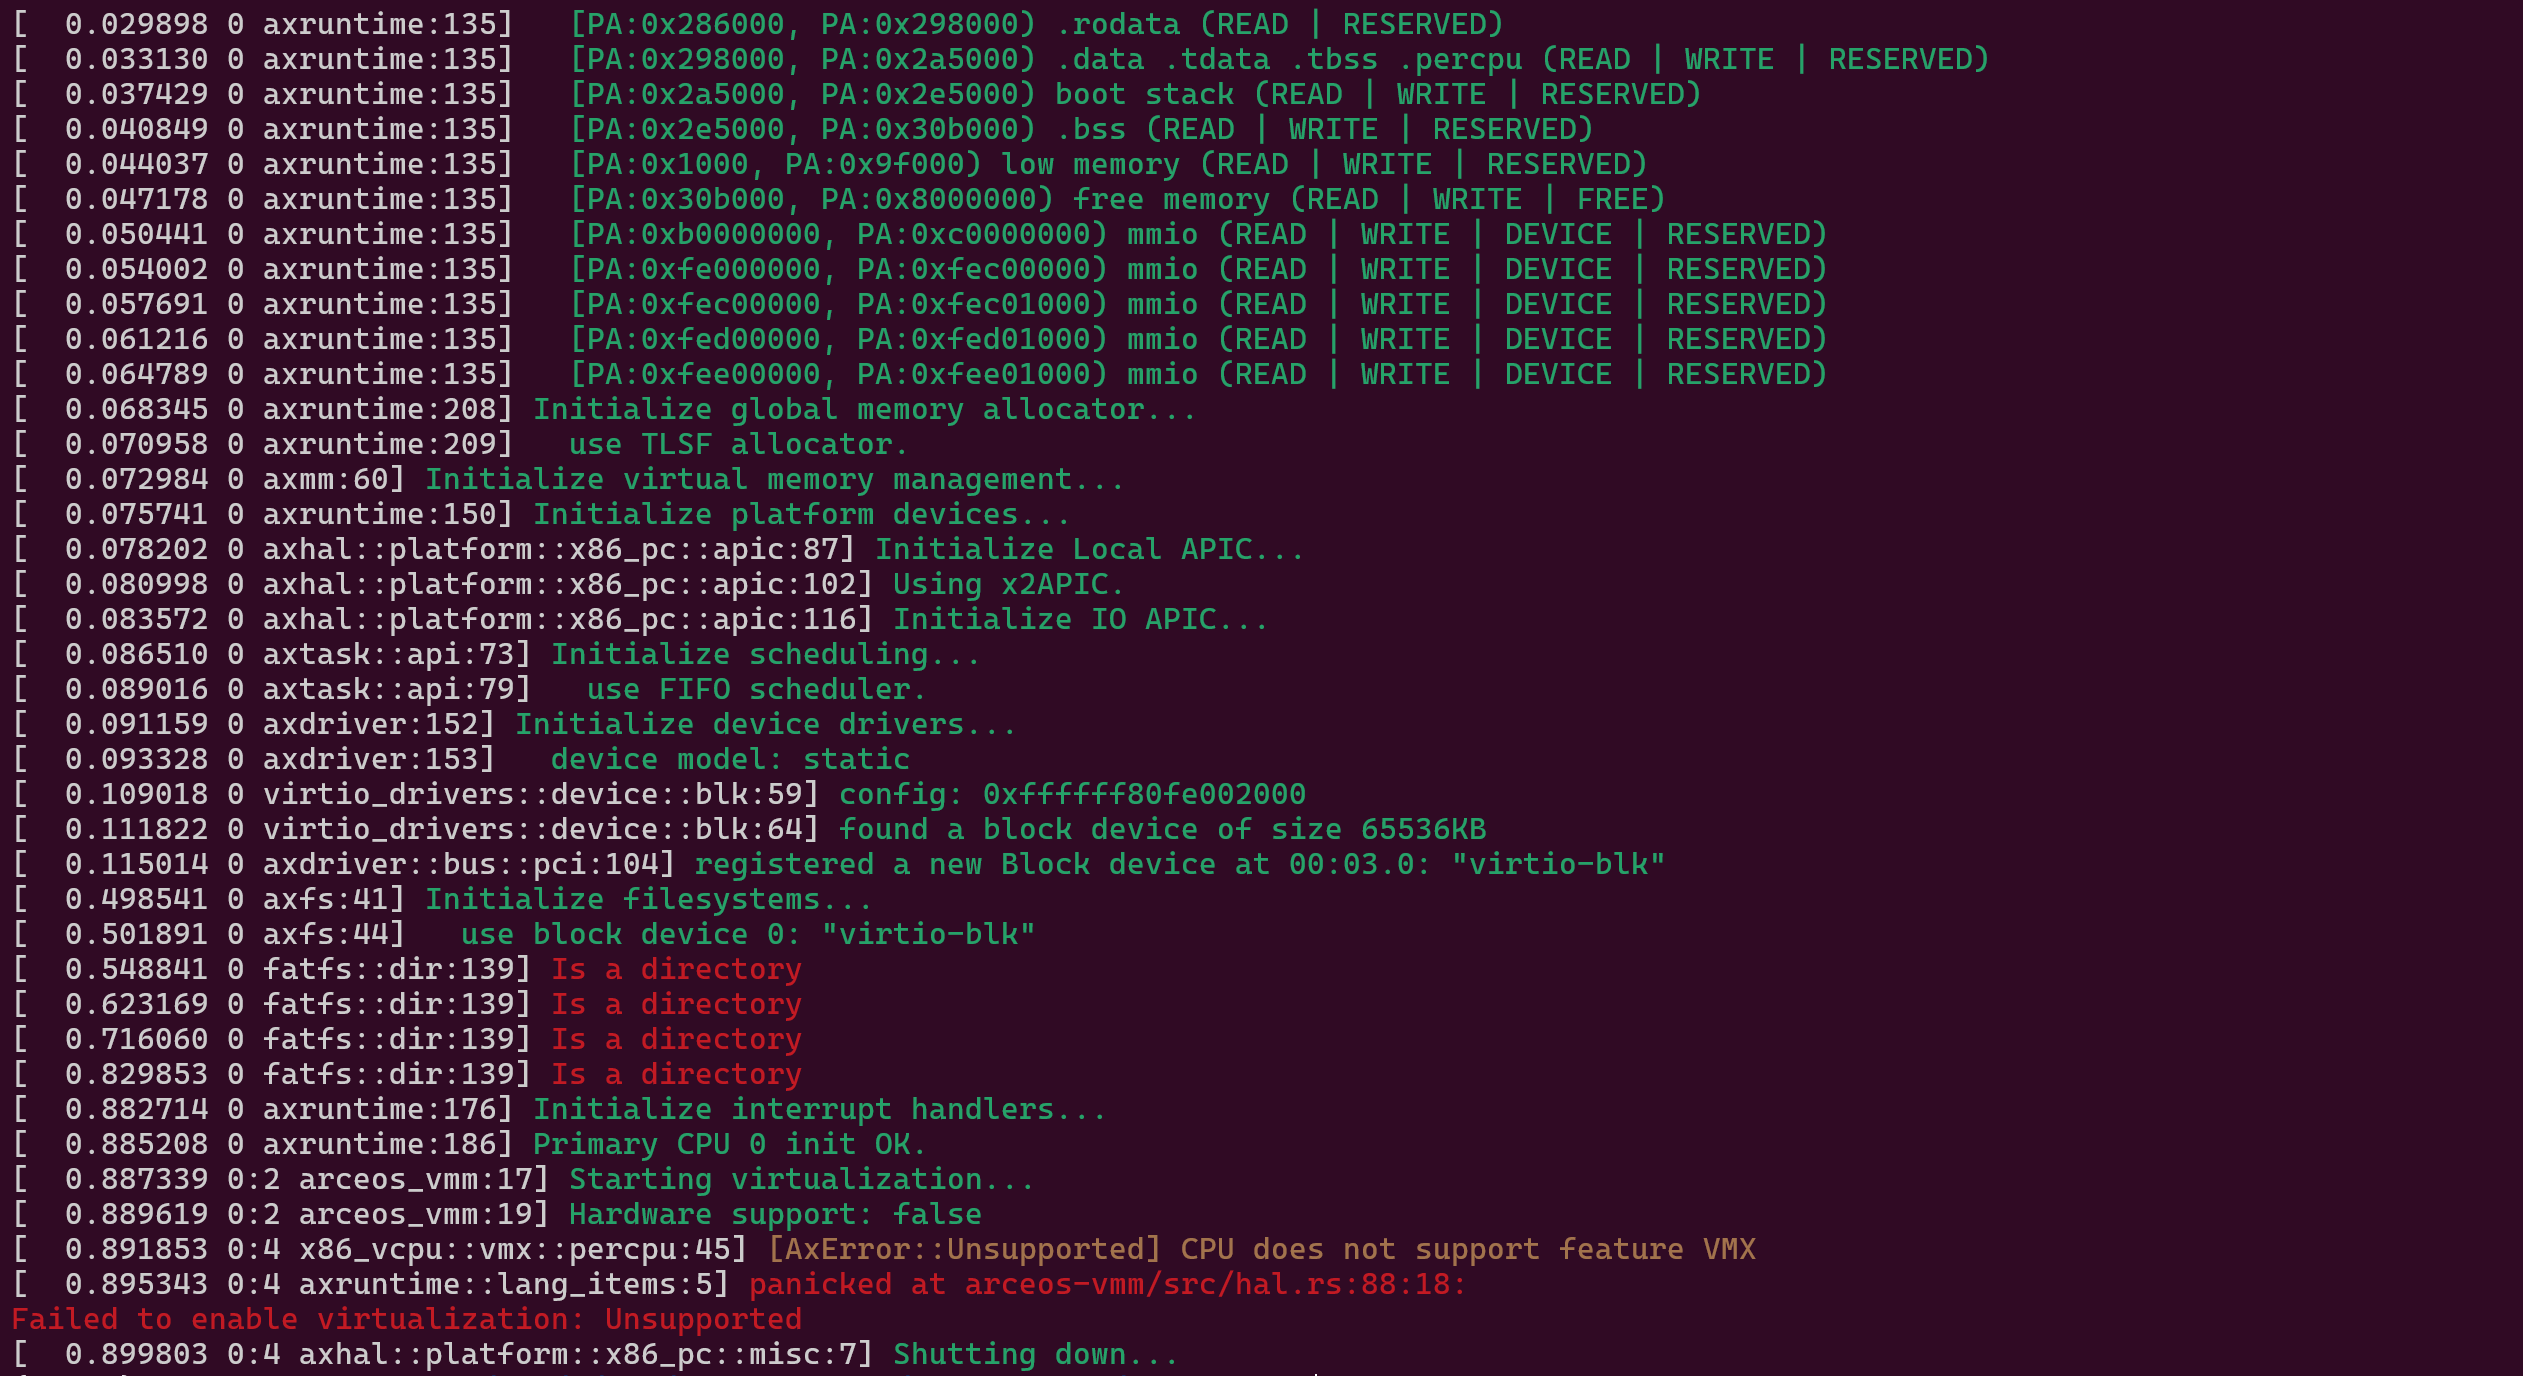 [    0.029898 0 axruntime:135]   [PA:0x286000, PA:0x298000) .rodata (READ | RESERVED)
[    0.033130 0 axruntime:135]   [PA:0x298000, PA:0x2a5000) .data .tdata .tbss .percpu (READ | WRITE | RESERVED)
[    0.037429 0 axruntime:135]   [PA:0x2a5000, PA:0x2e5000) boot stack (READ | WRITE | RESERVED)
[    0.040849 0 axruntime:135]   [PA:0x2e5000, PA:0x30b000) .bss (READ | WRITE | RESERVED)
[    0.044037 0 axruntime:135]   [PA:0x1000, PA:0x9f000) low memory (READ | WRITE | RESERVED)
[    0.047178 0 axruntime:135]   [PA:0x30b000, PA:0x8000000) free memory (READ | WRITE | FREE)
[    0.050441 0 axruntime:135]   [PA:0xb0000000, PA:0xc0000000) mmio (READ | WRITE | DEVICE | RESERVED)
[    0.054002 0 axruntime:135]   [PA:0xfe000000, PA:0xfec00000) mmio (READ | WRITE | DEVICE | RESERVED)
[    0.057691 0 axruntime:135]   [PA:0xfec00000, PA:0xfec01000) mmio (READ | WRITE | DEVICE | RESERVED)
[    0.061216 0 axruntime:135]   [PA:0xfed00000, PA:0xfed01000) mmio (READ | WRITE | DEVICE | RESERVED)
[    0.064789 0 axruntime:135]   [PA:0xfee00000, PA:0xfee01000) mmio (READ | WRITE | DEVICE | RESERVED)
[    0.068345 0 axruntime:208] Initialize global memory allocator...
[    0.070958 0 axruntime:209]   use TLSF allocator.
[    0.072984 0 axmm:60] Initialize virtual memory management...
[    0.075741 0 axruntime:150] Initialize platform devices...
[    0.078202 0 axhal::platform::x86_pc::apic:87] Initialize Local APIC...
[    0.080998 0 axhal::platform::x86_pc::apic:102] Using x2APIC.
[    0.083572 0 axhal::platform::x86_pc::apic:116] Initialize IO APIC...
[    0.086510 0 axtask::api:73] Initialize scheduling...
[    0.089016 0 axtask::api:79]   use FIFO scheduler.
[    0.091159 0 axdriver:152] Initialize device drivers...
[    0.093328 0 axdriver:153]   device model: static
[    0.109018 0 virtio_drivers::device::blk:59] config: 0xffffff80fe002000
[    0.111822 0 virtio_drivers::device::blk:64] found a block device of size 65536KB
[    0.115014 0 axdriver::bus::pci:104] registered a new Block device at 00:03.0: "virtio-blk"
[    0.498541 0 axfs:41] Initialize filesystems...
[    0.501891 0 axfs:44]   use block device 0: "virtio-blk"
[    0.548841 0 fatfs::dir:139] Is a directory
[    0.623169 0 fatfs::dir:139] Is a directory
[    0.716060 0 fatfs::dir:139] Is a directory
[    0.829853 0 fatfs::dir:139] Is a directory
[    0.882714 0 axruntime:176] Initialize interrupt handlers...
[    0.885208 0 axruntime:186] Primary CPU 0 init OK.
[    0.887339 0:2 arceos_vmm:17] Starting virtualization...
[    0.889619 0:2 arceos_vmm:19] Hardware support: false
[    0.891853 0:4 x86_vcpu::vmx::percpu:45] [AxError::Unsupported] CPU does not support feature VMX
[    0.895343 0:4 axruntime::lang_items:5] panicked at arceos-vmm/src/hal.rs:88:18:
Failed to enable virtualization: Unsupported
[    0.899803 0:4 axhal::platform::x86_pc::misc:7] Shutting down...